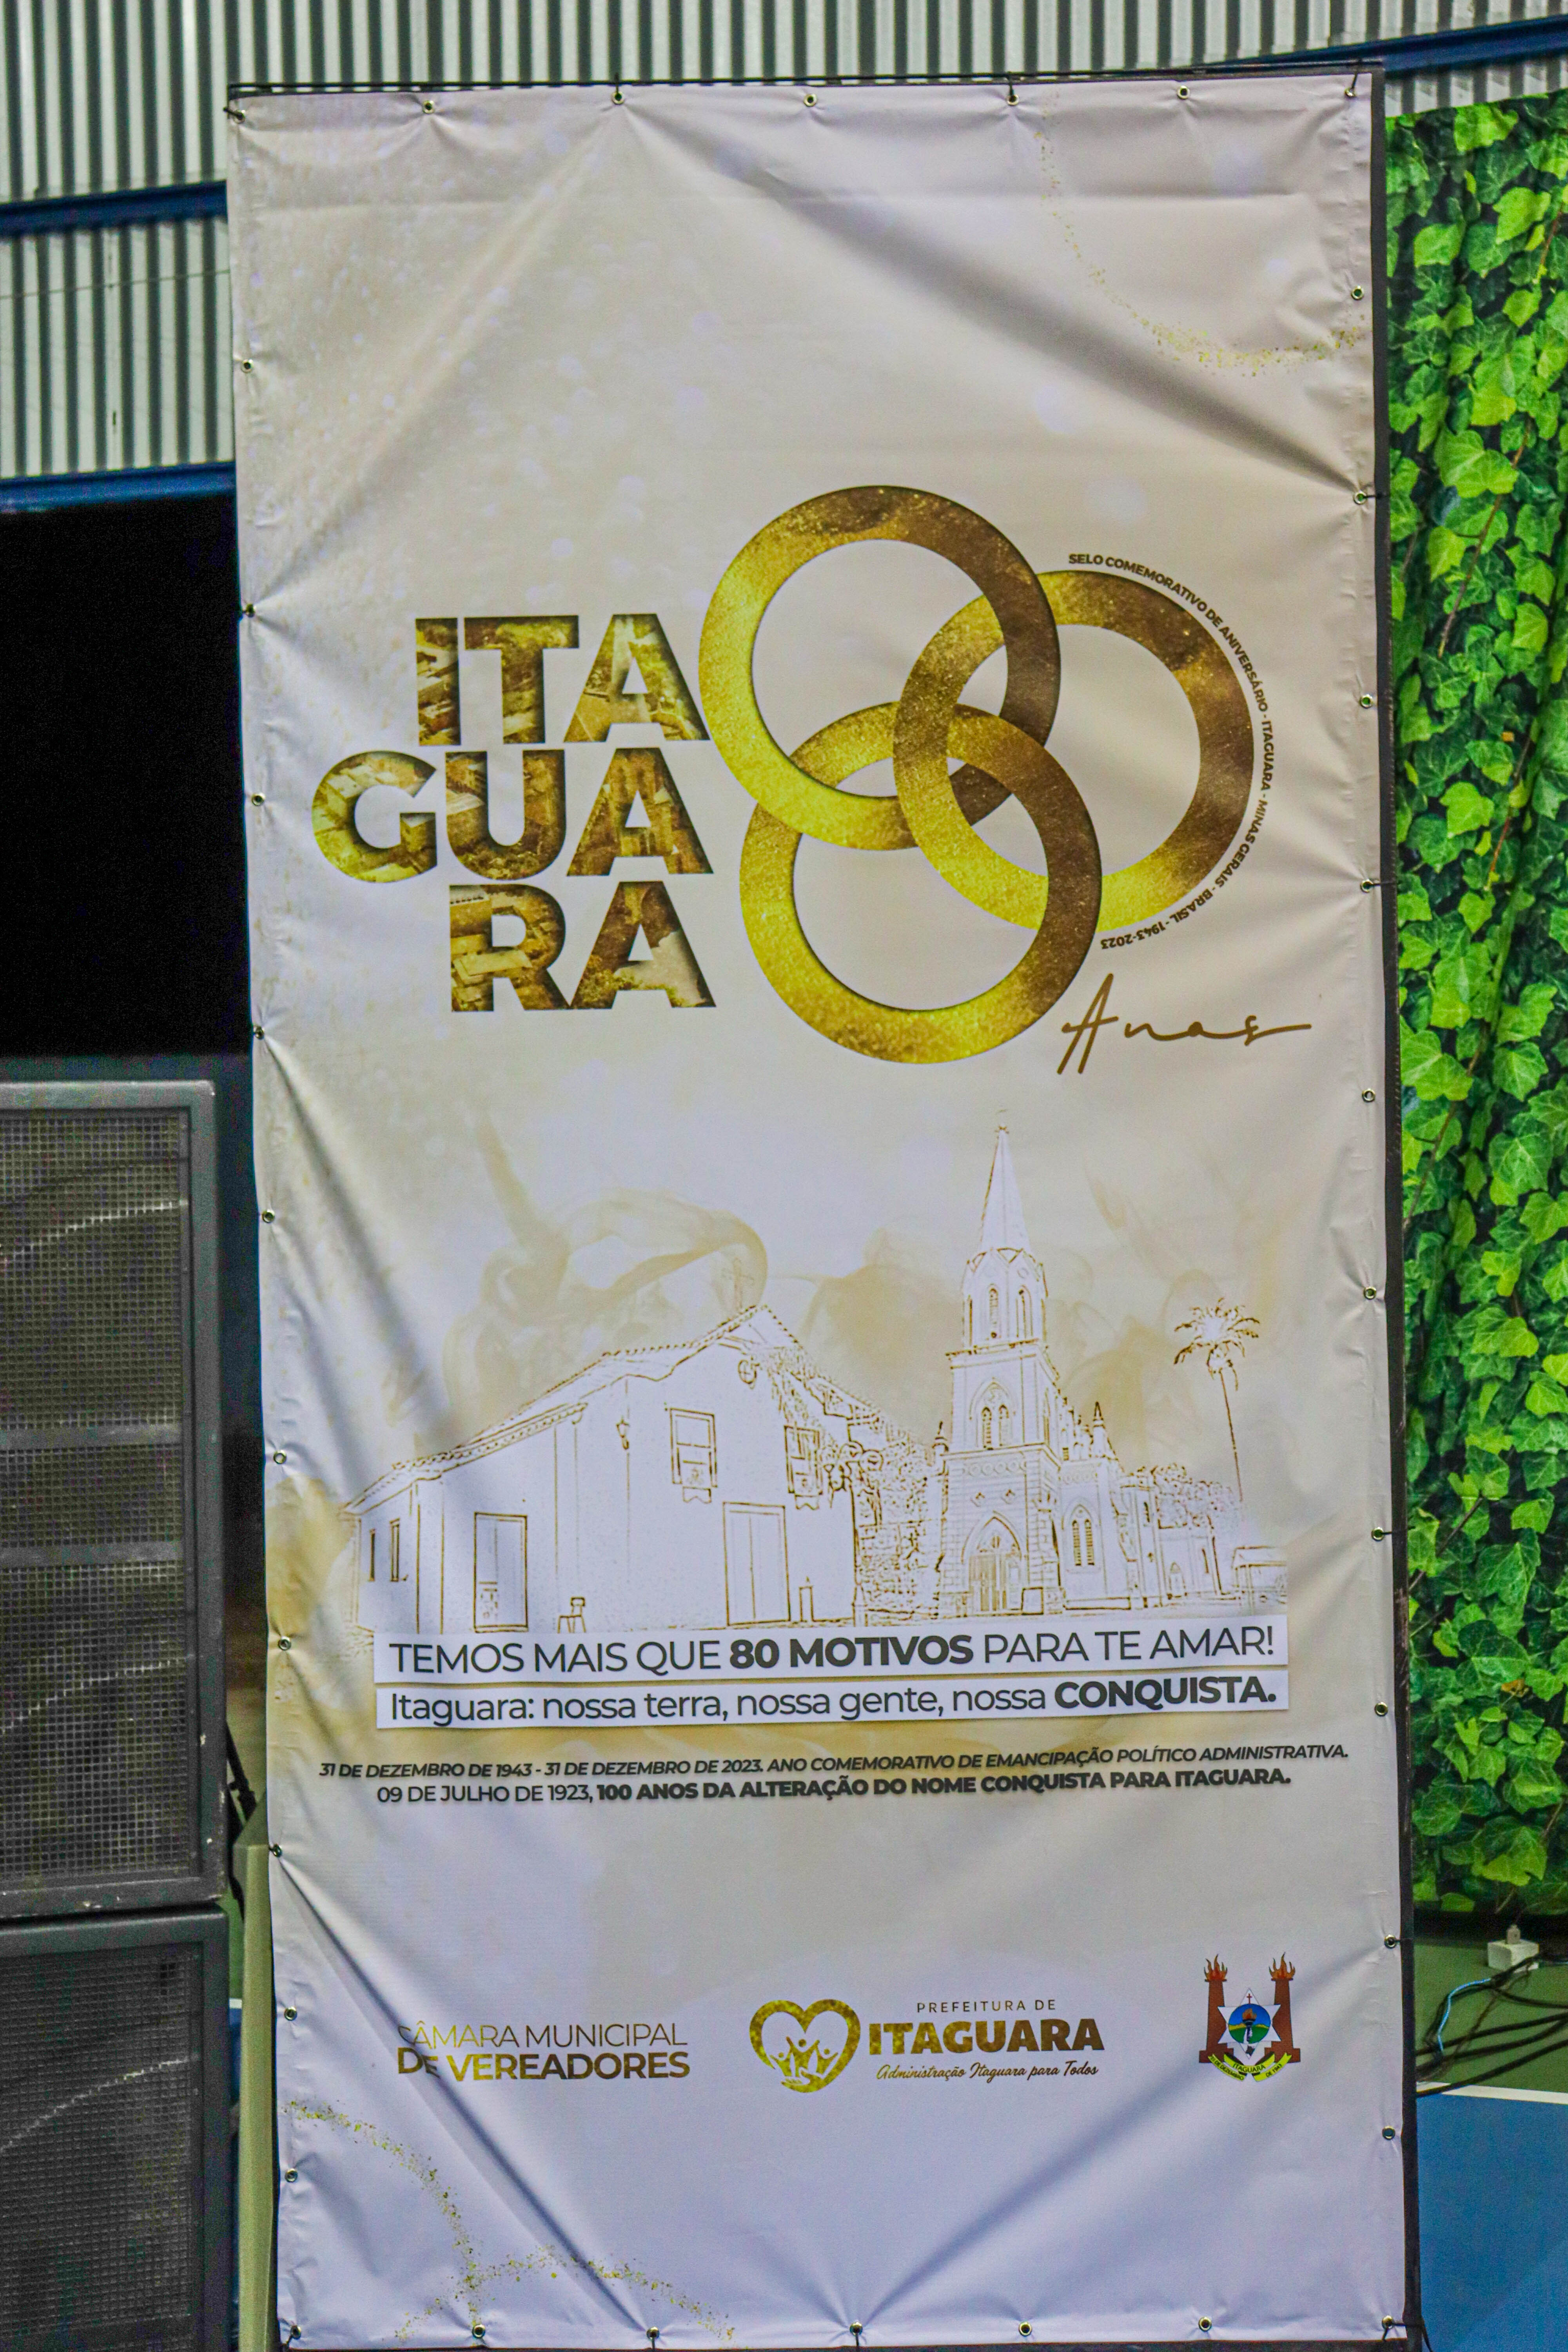 ITA
GUA
RA
80
SELO COMEMORATIVO DE ANIVERSÁRIO - ITAGUARA - MINAS GERAIS - BRASIL - 1943-2023
Anos
TEMOS MAIS QUE 80 MOTIVOS PARA TE AMAR!
Itaguara: nossa terra, nossa gente, nossa CONQUISTA.
31 DE DEZEMBRO DE 1943 - 31 DE DEZEMBRO DE 2023. ANO COMEMORATIVO DE EMANCIPAÇÃO POLÍTICO ADMINISTRATIVA.
09 DE JULHO DE 1923, 100 ANOS DA ALTERAÇÃO DO NOME CONQUISTA PARA ITAGUARA.
CÂMARA MUNICIPAL
DE VEREADORES
PREFEITURA DE
ITAGUARA
Administração Itaguara para Todos
ITAGUARA